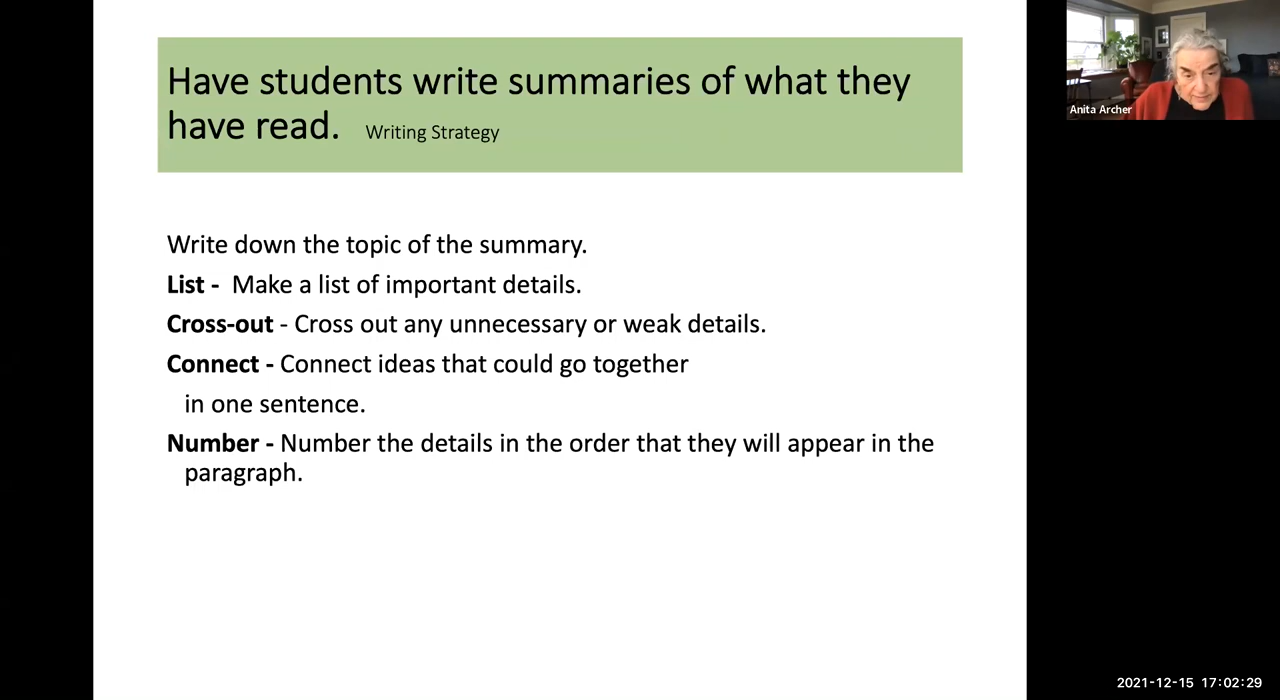 Have students write summaries of what they
have read. Writing Strategy
Write down the topic of the summary.
List - Make a list of important details.
Cross-out - Cross out any unnecessary or weak details.
Connect - Connect ideas that could go together
in one sentence.
Number - Number the details in the order that they will appear in the
paragraph.
Anita Archer
2021-12-15 17:02:29